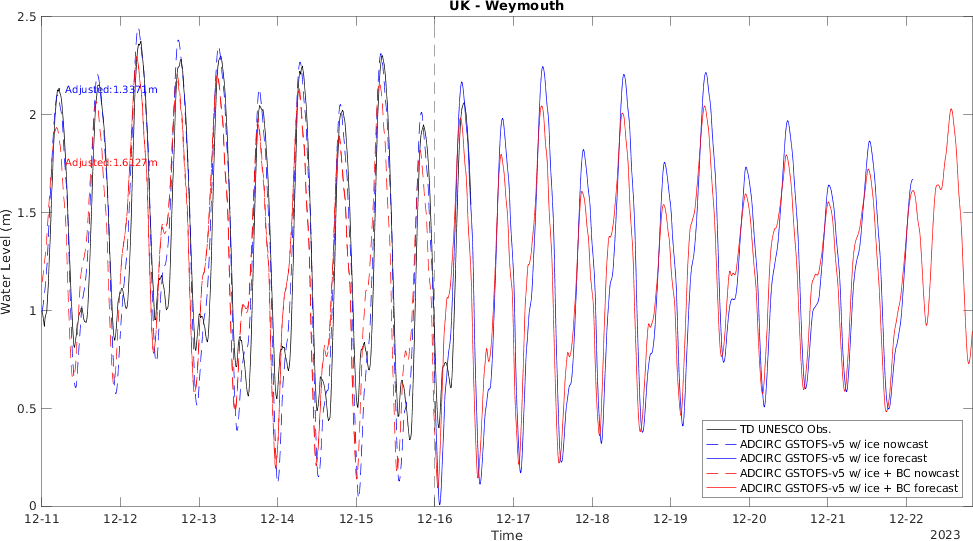 UK - Weymouth
2.5
2
1.5
1
0.5
0
Water Level (m)
Adjusted:1.3371m
Adjusted:1.6127m
TD UNESCO Obs.
ADCIRC GSTOFS-v5 w/ ice nowcast
ADCIRC GSTOFS-v5 w/ ice forecast
ADCIRC GSTOFS-v5 w/ ice + BC nowcast
ADCIRC GSTOFS-v5 w/ ice + BC forecast
12-11 12-12 12-13 12-14 12-15 12-16 12-17 12-18 12-19 12-20 12-21 12-22
Time
2023